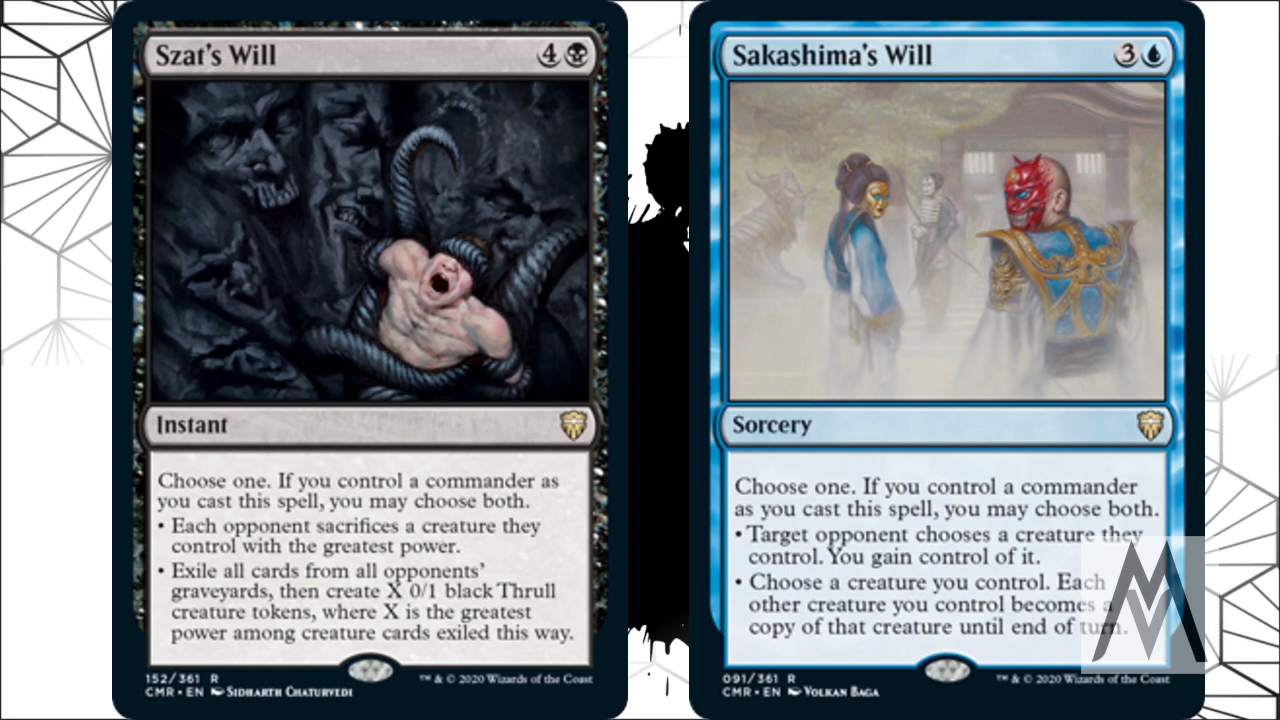 Szat's Will 4
Instant
Choose one. If you control a commander as
you cast this spell, you may choose both.
• Each opponent sacrifices a creature they
control with the greatest power.
• Exile all cards from all opponents'
graveyards, then create X 0/1 black Thrull
creature tokens, where X is the greatest
power among creature cards exiled this way.
152/361 R
CMR • EN Sidharth Chaturvedi
™ & © 2020 Wizards of the Coast
Sakashima's Will 3
Sorcery
Choose one. If you control a commander
as you cast this spell, you may choose both.
• Target opponent chooses a creature they
control. You gain control of it.
• Choose a creature you control. Each
other creature you control becomes a
copy of that creature until end of turn.
091/361 R
CMR • EN Volkan Baga
™ & © 2020 Wizards of the Coast